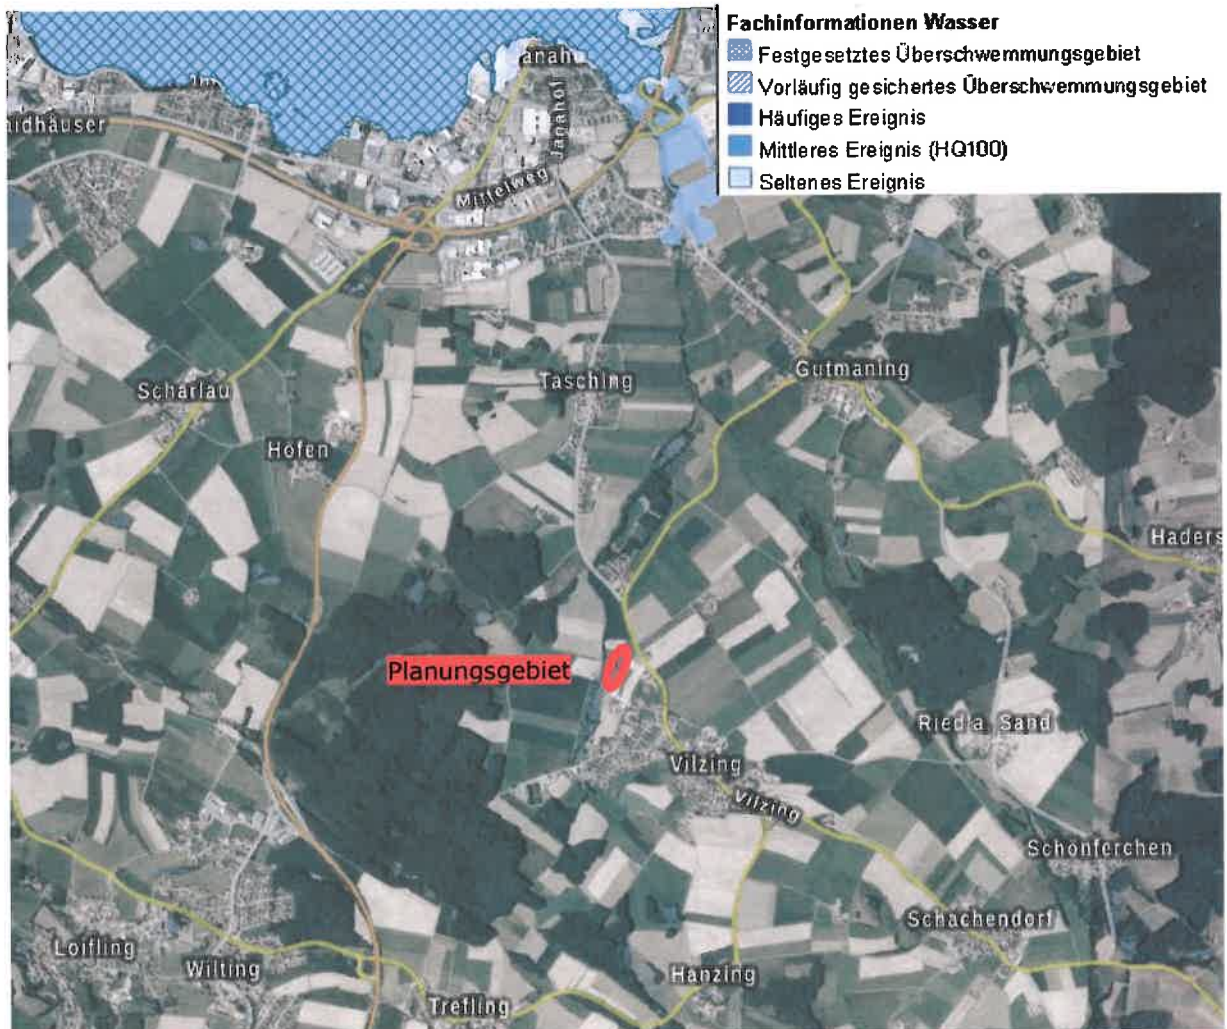 Fachinformationen Wasser
Festgesetztes Überschwemmungsgebiet
Vorläufig gesichertes Überschwemmungsgebiet
Häufiges Ereignis
Mittleres Ereignis (HQ100)
Seltenes Ereignis
Janahof
Mittelweg
Scharlau
Tasching
Gutmaning
Höfen
Haders
Planungsgebiet
Ried a. Sand
Vilzing
Vilzing
Schönferchen
Schachendorf
Loifling
Wilting
Hanzing
Trefling